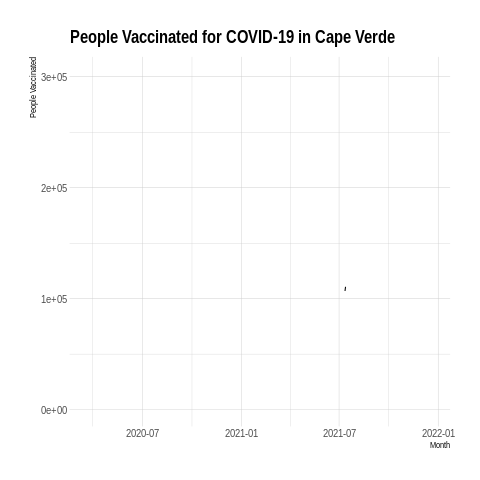 People Vaccinated for COVID-19 in Cape Verde
People Vaccinated
3e+05
2e+05
1e+05
0e+00
2020-07 2021-01 2021-07 2022-01
Month